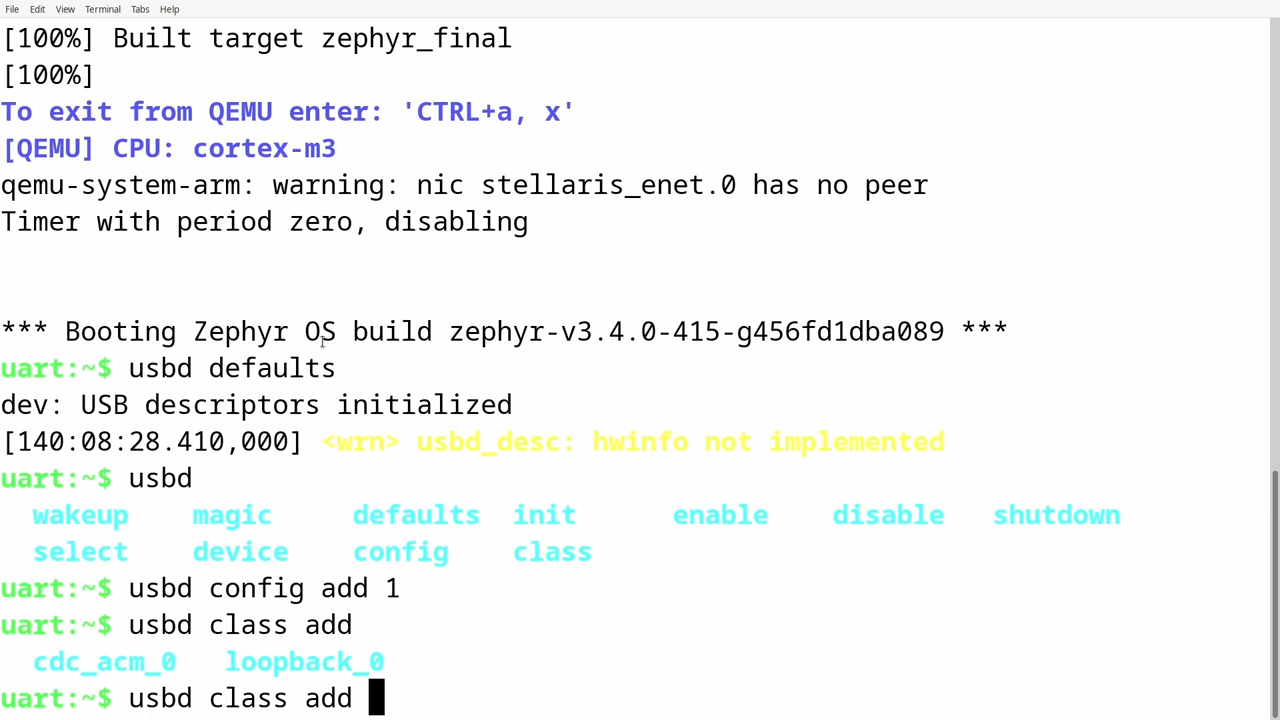 File Edit View Terminal Tabs Help
[100%] Built target zephyr_final
[100%]
To exit from QEMU enter: 'CTRL+a, x'
[QEMU] CPU: cortex-m3
qemu-system-arm: warning: nic stellaris_enet.0 has no peer
Timer with period zero, disabling
*** Booting Zephyr OS build zephyr-v3.4.0-415-g456fd1dba089 ***
uart:~$ usbd defaults
dev: USB descriptors initialized
[140:08:28.410,000] <wrn> usbd_desc: hwinfo not implemented
uart:~$ usbd
wakeup magic defaults init enable disable shutdown
select device config class
uart:~$ usbd config add 1
uart:~$ usbd class add
cdc_acm_0 loopback_0
uart:~$ usbd class add